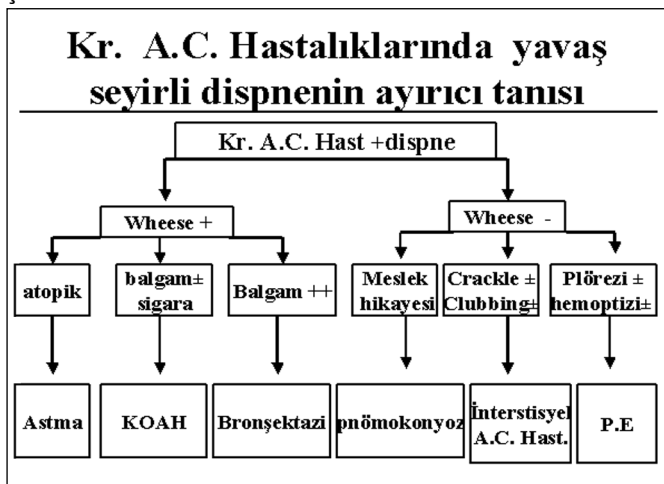 Kr. A.C. Hastalıklarında yavaş
seyirli dispnenin ayırıcı tanısı
Kr. A.C. Hast +dispne
Wheese +
Wheese -
atopik
balgam±
sigara
Balgam ++
Meslek
hikayesi
Crackle ±
Clubbing±
Plörezi ±
hemoptizi±
Astma
KOAH
Bronşektazi
pnömokonyoz
İnterstisyel
A.C. Hast.
P.E